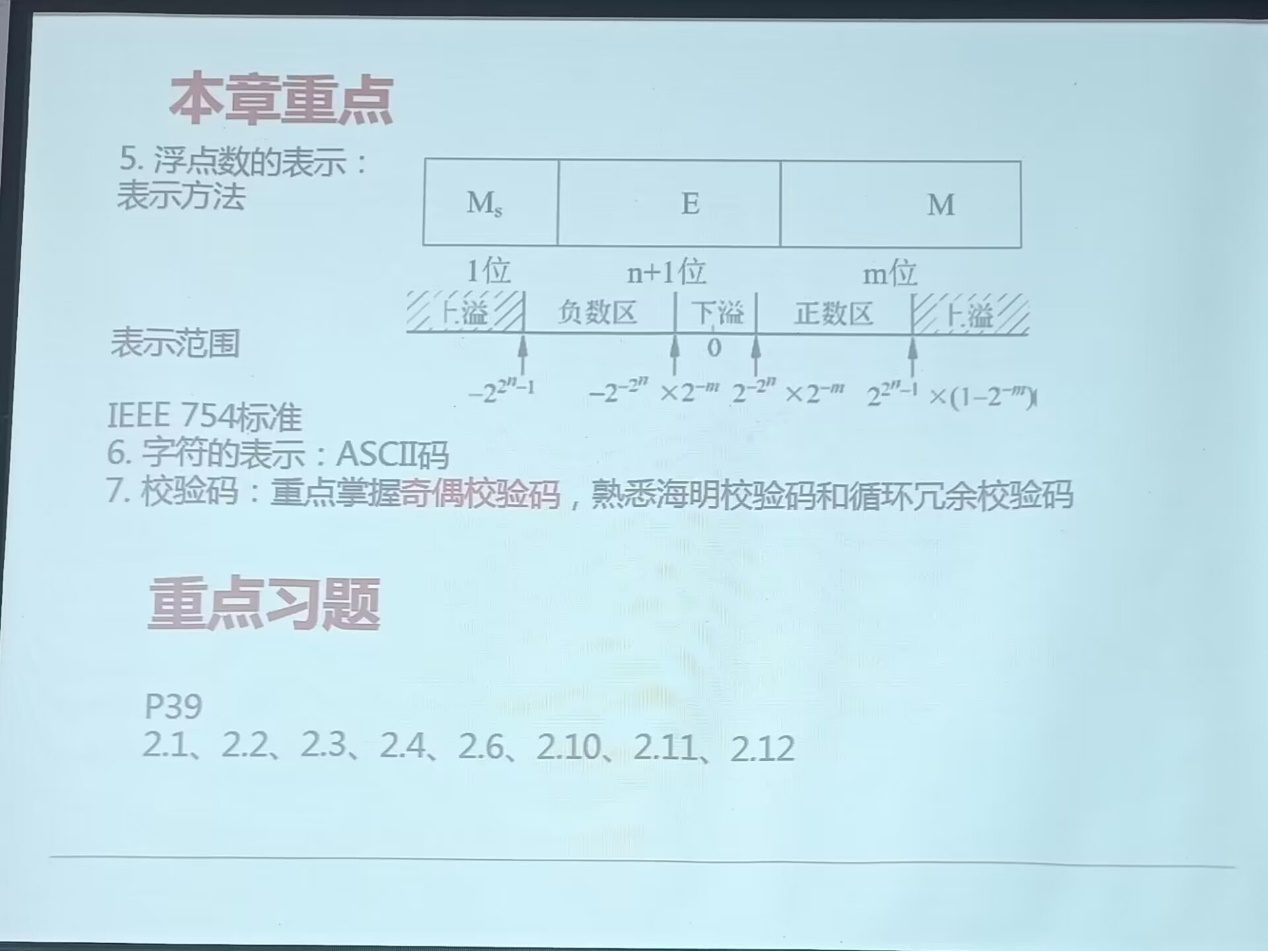 本章重点
5. 浮点数的表示：
表示方法
Mₛ E M
1位 n+1位 m位
上溢 负数区 下溢 正数区 上溢
表示范围
0
−2^(2ⁿ−1) −2^(−2ⁿ) ×2^(−m) 2^(−2ⁿ) ×2^(−m) 2^(2ⁿ−1) ×(1−2^(−m))
IEEE 754标准
6. 字符的表示：ASCII码
7. 校验码：重点掌握奇偶校验码，熟悉海明校验码和循环冗余校验码
重点习题
P39
2.1、2.2、2.3、2.4、2.6、2.10、2.11、2.12